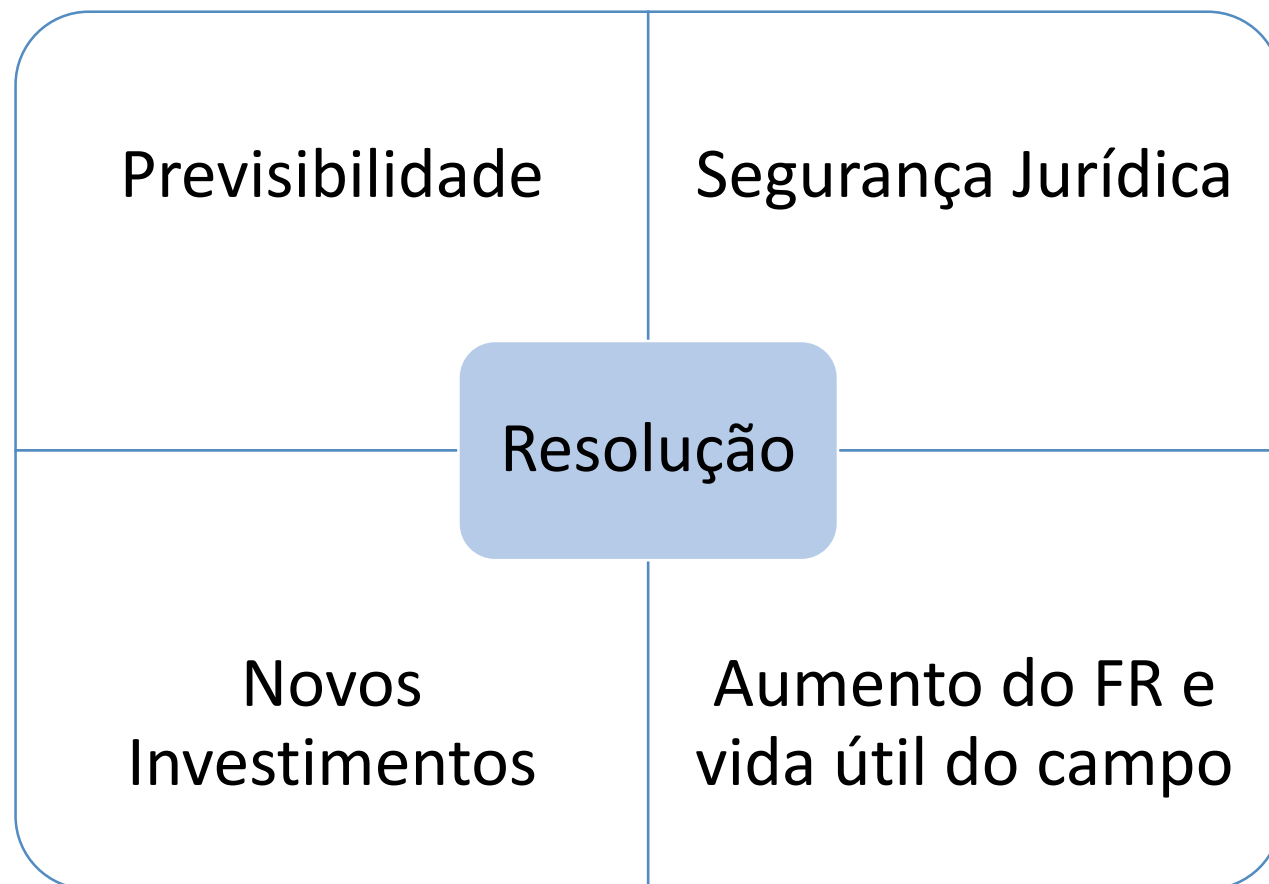 Previsibilidade
Segurança Jurídica
Resolução
Novos
Investimentos
Aumento do FR e
vida útil do campo